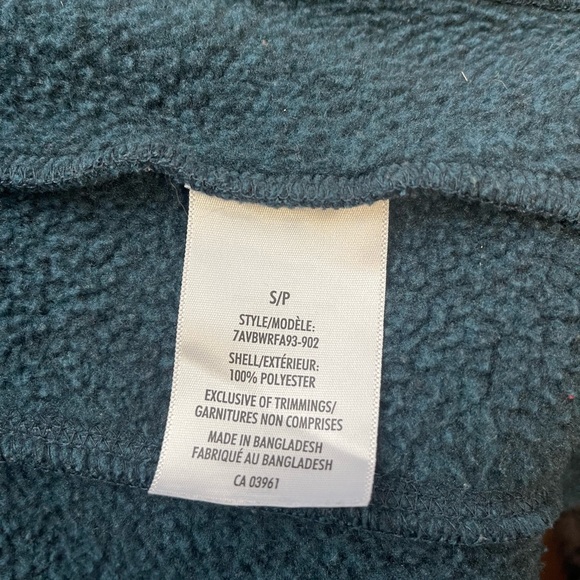 S/P
STYLE/MODÈLE:
7AVBWRFA93-902
SHELL/EXTÉRIEUR:
100% POLYESTER
EXCLUSIVE OF TRIMMINGS/
GARNITURES NON COMPRISES
MADE IN BANGLADESH
FABRIQUÉ AU BANGLADESH
CA 03961